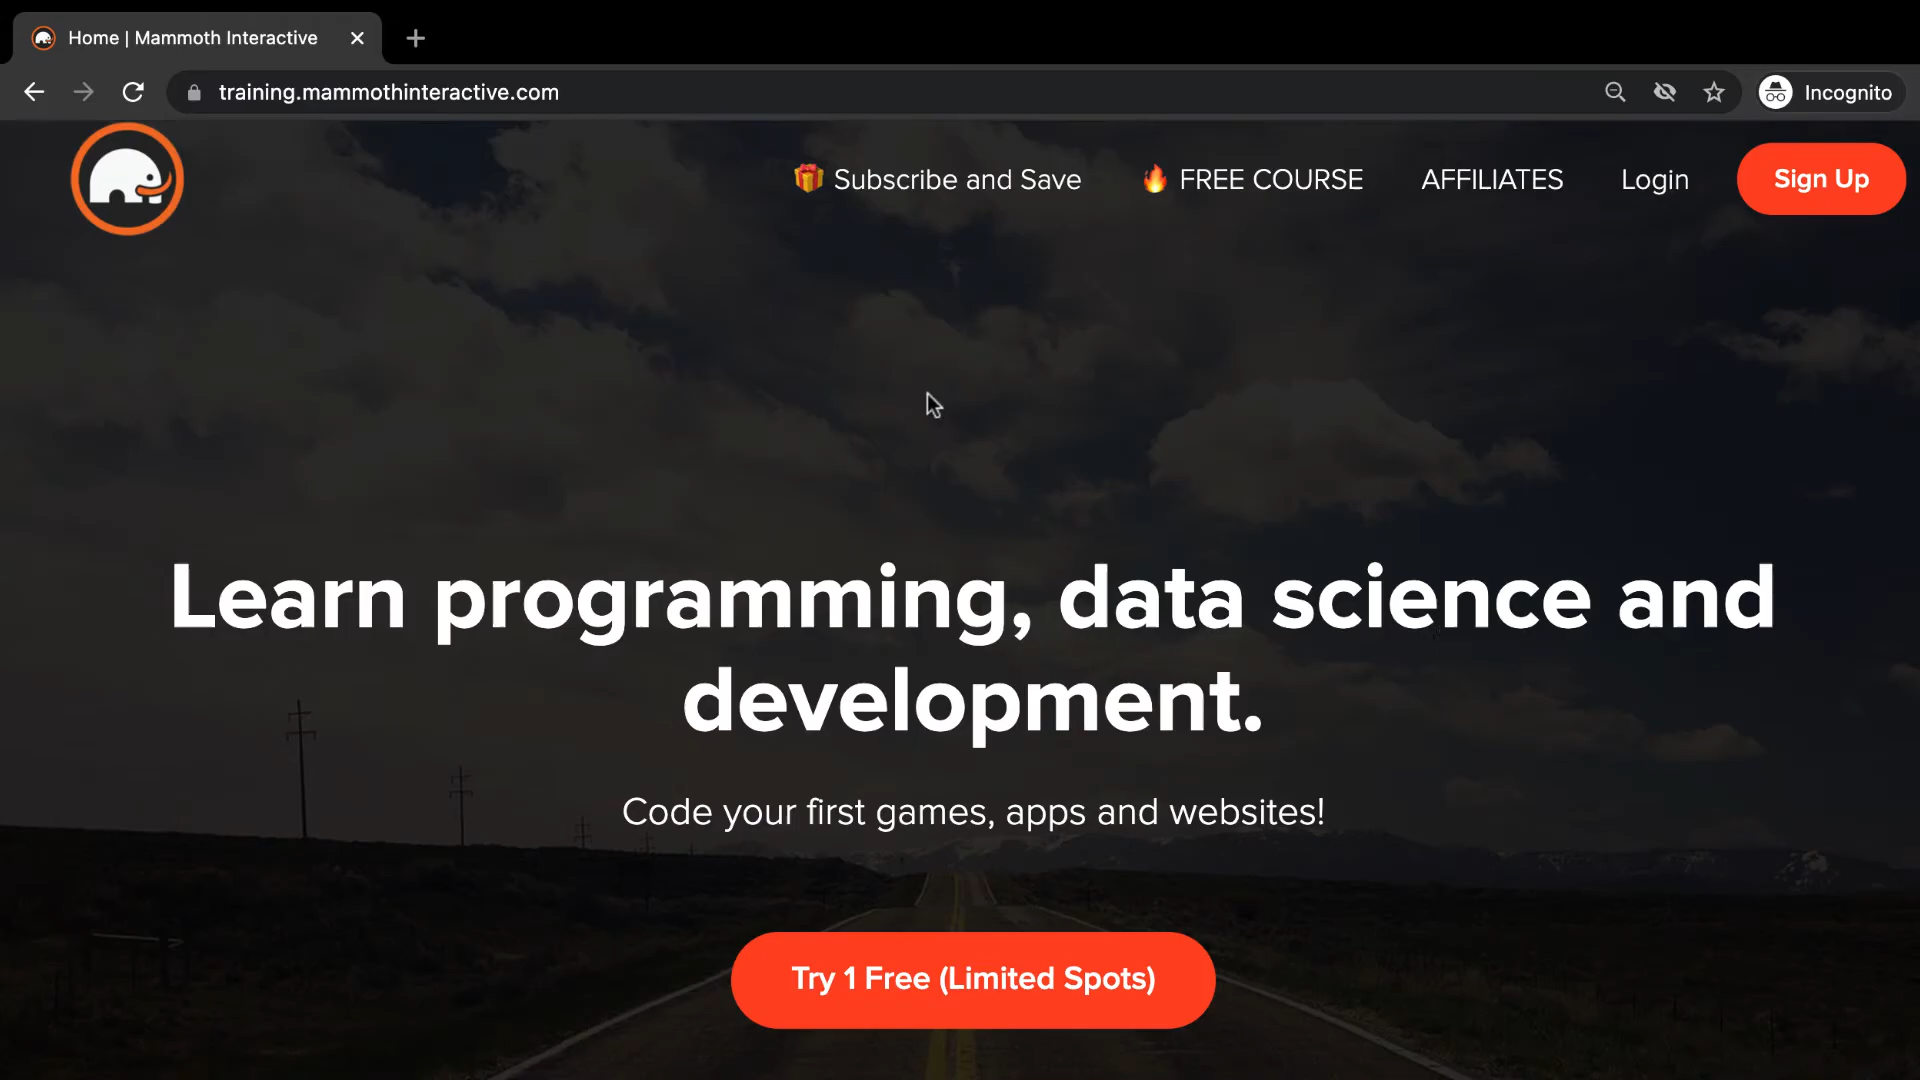 Home | Mammoth Interactive
training.mammothinteractive.com
Incognito
🎁 Subscribe and Save
🔥 FREE COURSE
AFFILIATES
Login
Sign Up
Learn programming, data science and
development.
Code your first games, apps and websites!
Try 1 Free (Limited Spots)